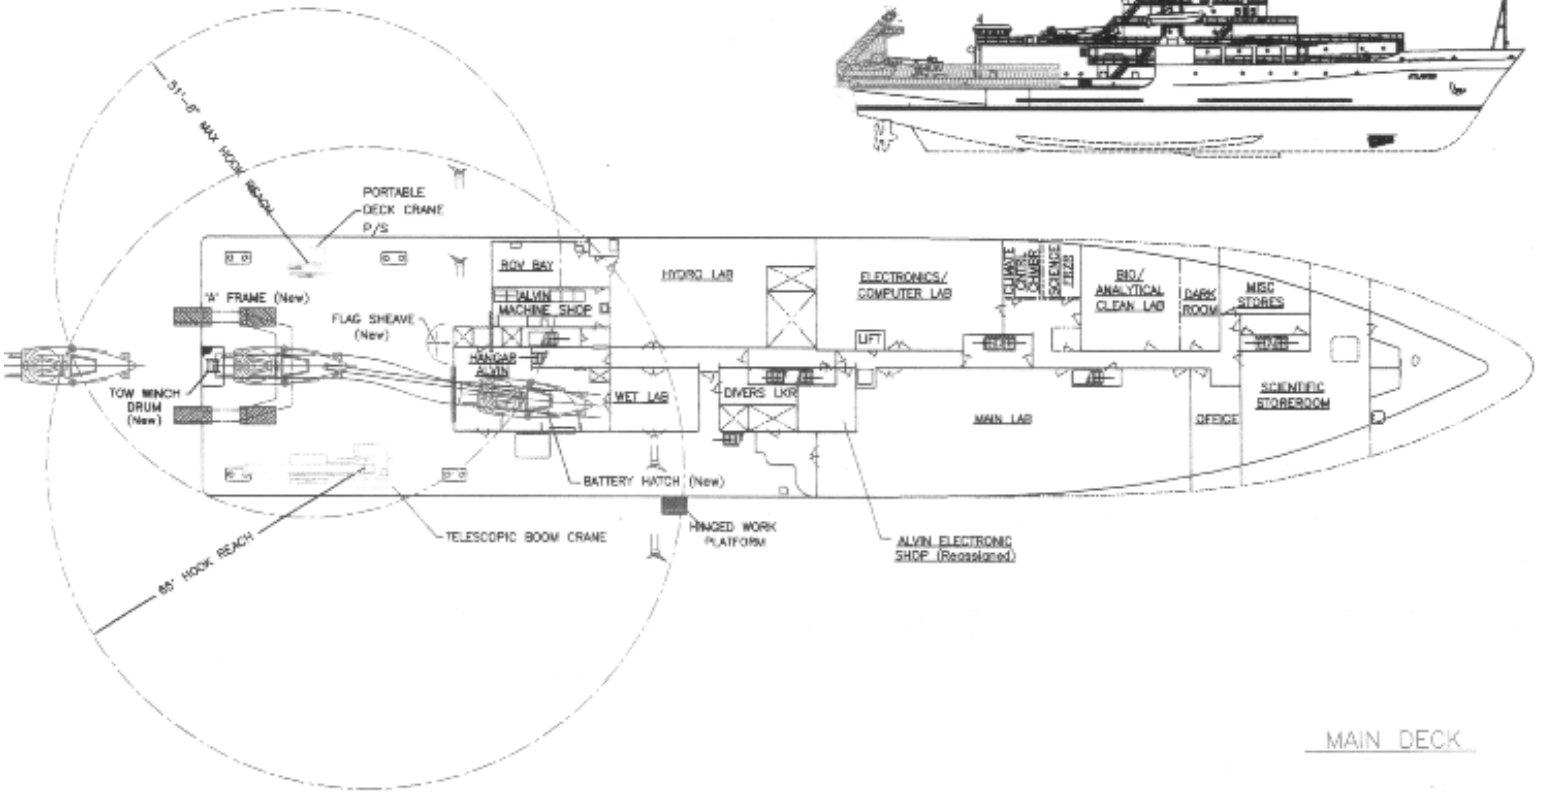 51'-6" MAX HOOK REACH
PORTABLE
DECK CRANE
P/S
'A' FRAME (New)
FLAG SHEAVE
(New)
TOW WINCH
DRUM
(New)
ROV BAY
ALVIN
MACHINE SHOP
HANGAR
ALVIN
HYDRO LAB
WET LAB
DIVERS LKR
ELECTRONICS/
COMPUTER LAB
LIFT
CLIMATE
CNTRL
CHMBR
SCIENCE
FRZR
BIO/
ANALYTICAL
CLEAN LAB
DARK
ROOM
MISC
STORES
MAIN LAB
OFFICE
SCIENTIFIC
STOREROOM
BATTERY HATCH (New)
HINGED WORK
PLATFORM
TELESCOPIC BOOM CRANE
ALVIN ELECTRONIC
SHOP (Reassigned)
HOOK REACH
MAIN DECK